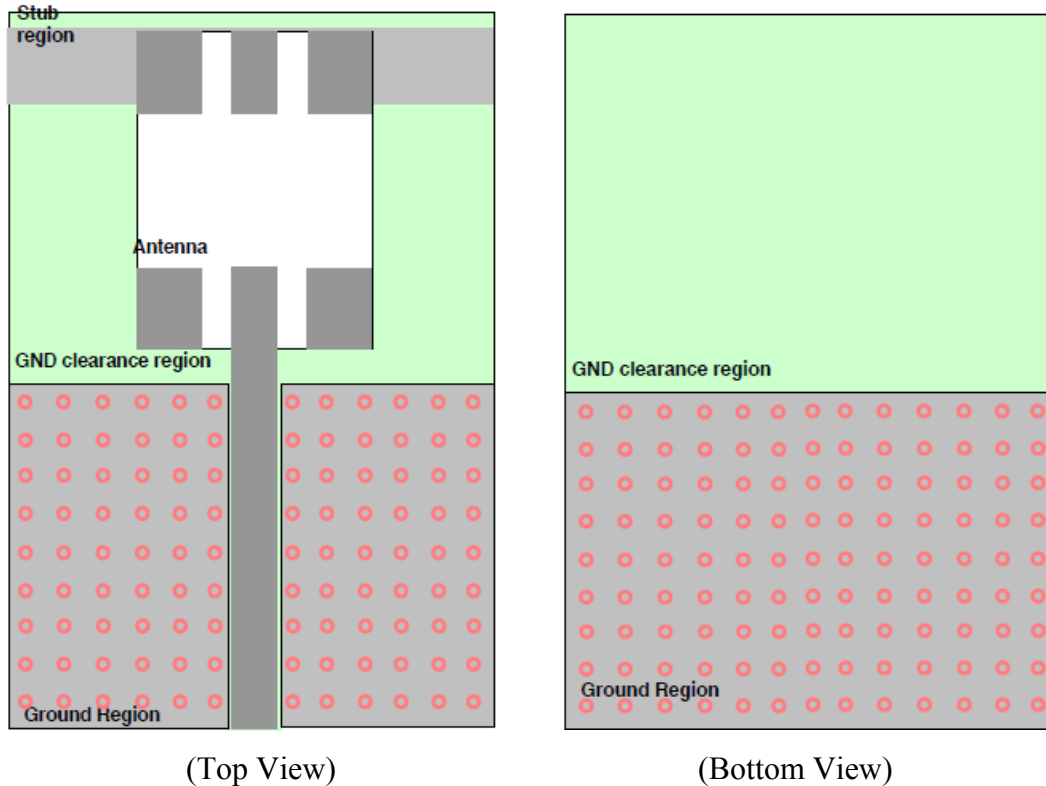 Stub
region
Antenna
GND clearance region
Ground Region
(Top View)
GND clearance region
Ground Region
(Bottom View)